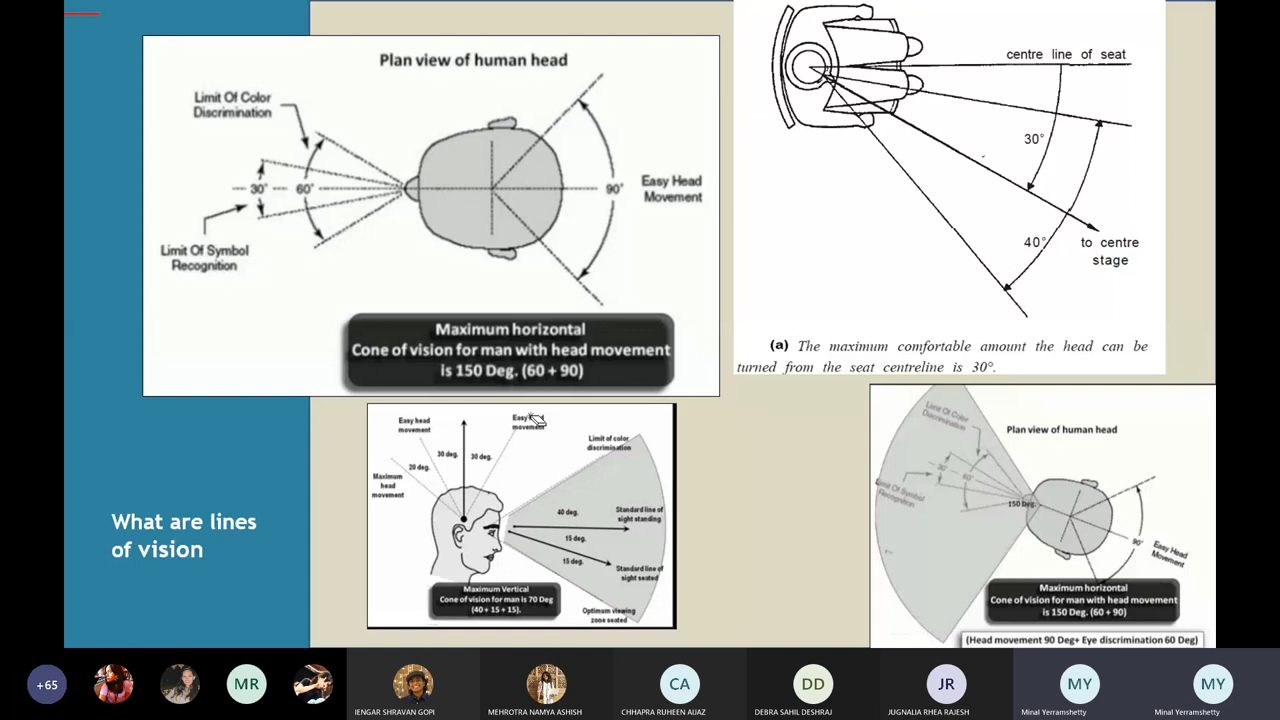 Plan view of human head
Limit Of Color
Discrimination
30°
60°
90°
Easy Head
Movement
Limit Of Symbol
Recognition
Maximum horizontal
Cone of vision for man with head movement
is 150 Deg. (60 + 90)
centre line of seat
30°
40°
to centre
stage
(a) The maximum comfortable amount the head can be
turned from the seat centreline is 30°.
What are lines
of vision
Easy head
movement
Easy
movement
30 deg.
30 deg.
20 deg.
Maximum
head
movement
Limit of color
discrimination
40 deg.
Standard line of
sight standing
15 deg.
15 deg.
Standard line of
sight seated
Optimum viewing
zone seated
Maximum Vertical
Cone of vision for man is 70 Deg
(40 + 15 + 15).
Limit Of Color
Discrimination
Plan view of human head
30°
60°
Limit Of Symbol
Recognition
150 Deg.
90°
Easy Head
Movement
Maximum horizontal
Cone of vision for man with head movement
is 150 Deg. (60 + 90)
(Head movement 90 Deg+ Eye discrimination 60 Deg)
+65
MR
CA
DD
JR
MY
MY
IENGAR SHRAVAN GOPI
MEHROTRA NAMYA ASHISH
CHHAPRA RUHEEN AIJAZ
DEBRA SAHIL DESHRAJ
JUGNALIA RHEA RAJESH
Minal Yerramshetty
Minal Yerramshetty